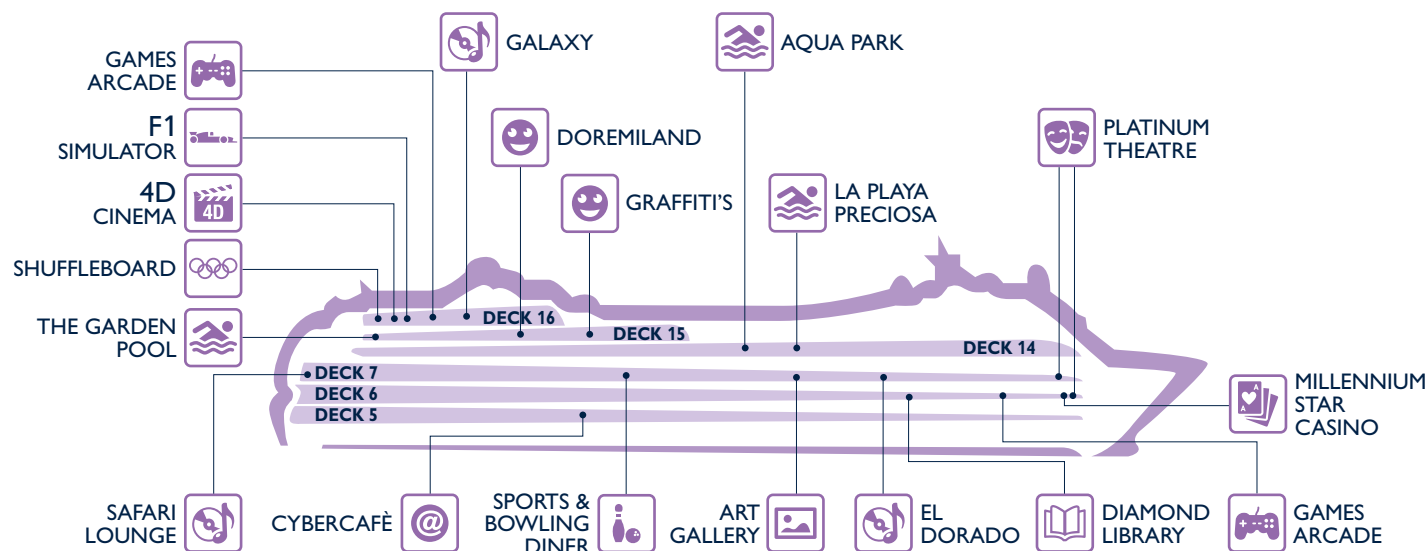 GAMES
ARCADE
GALAXY
AQUA PARK
F1
SIMULATOR
DOREMILAND
PLATINUM
THEATRE
4D
CINEMA
4D
GRAFFITI'S
LA PLAYA
PRECIOSA
SHUFFLEBOARD
THE GARDEN
POOL
DECK 16
DECK 15
DECK 14
DECK 7
DECK 6
DECK 5
A
A
MILLENNIUM
STAR
CASINO
SAFARI
LOUNGE
CYBERCAFÈ
@
SPORTS &
BOWLING
DINER
ART
GALLERY
EL
DORADO
DIAMOND
LIBRARY
GAMES
ARCADE